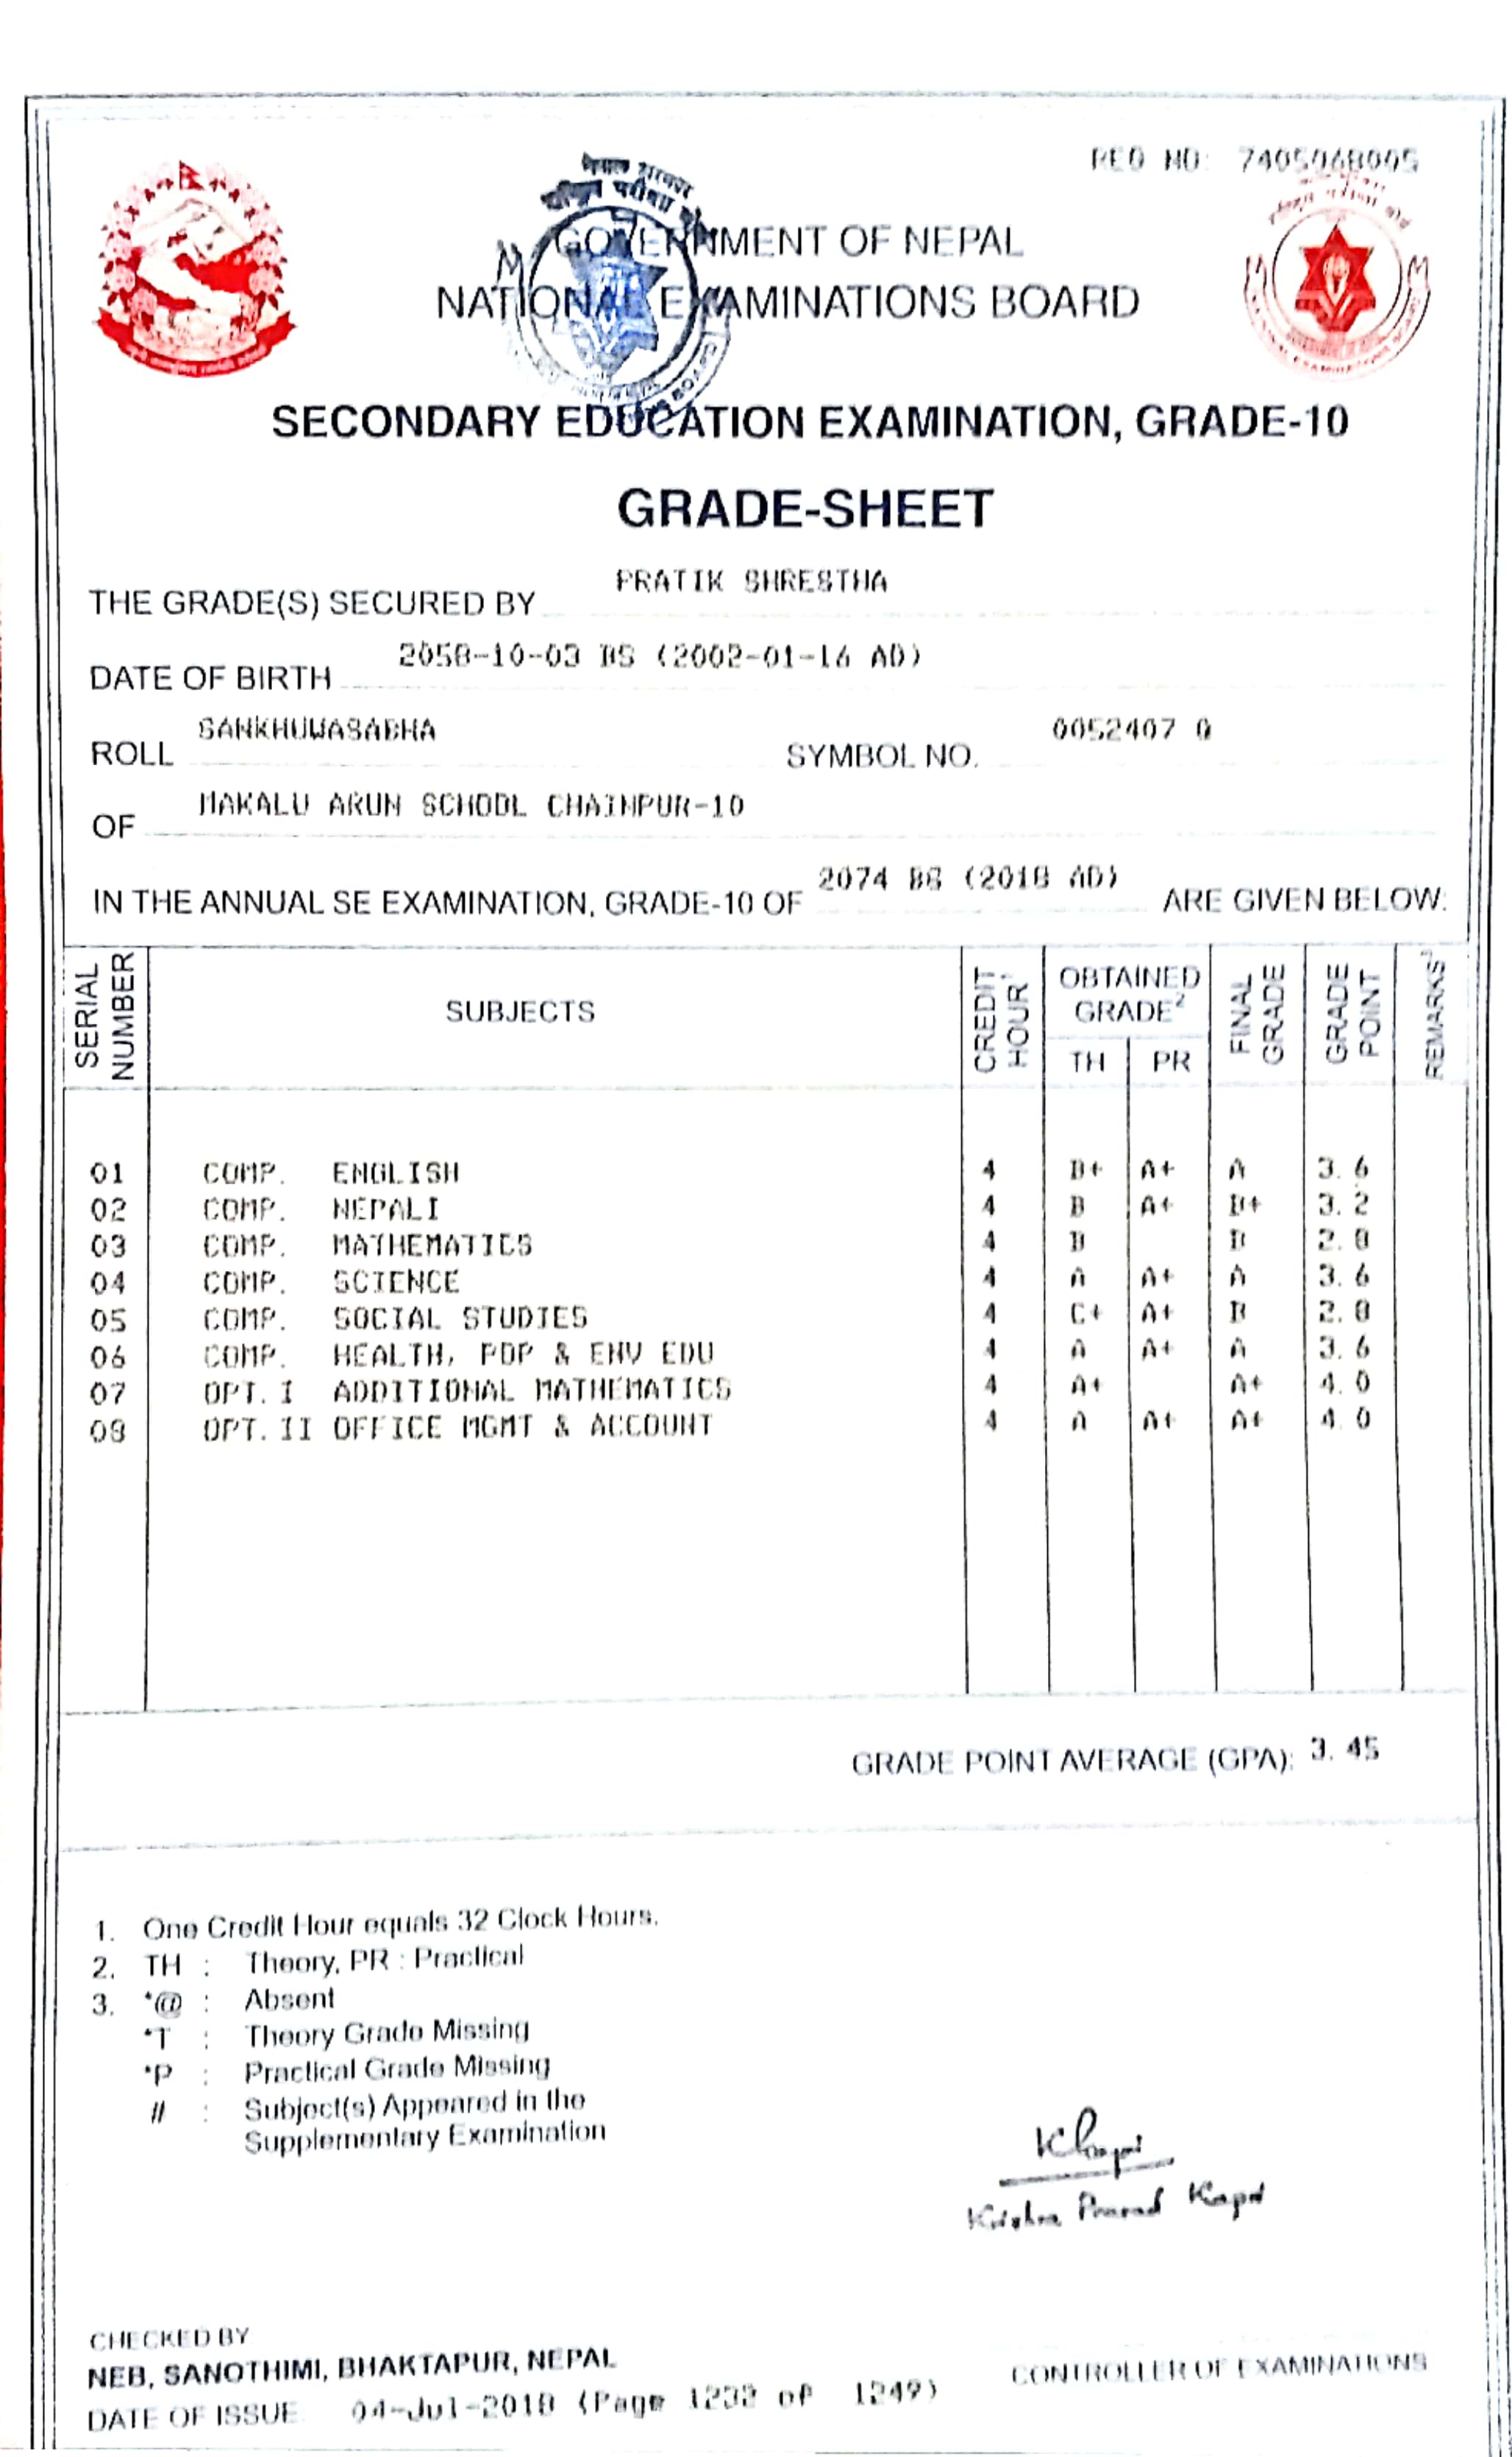 REG NO: 7405068005
नेपाल सरकार
GOVERNMENT OF NEPAL
NATIONAL EXAMINATIONS BOARD
SECONDARY EDUCATION EXAMINATION, GRADE-10
GRADE-SHEET
THE GRADE(S) SECURED BY PRATIK SHRESTHA
DATE OF BIRTH 2058-10-03 BS (2002-01-16 AD)
ROLL SANKHUWASABHA SYMBOL NO. 0052407 Q
OF MAKALU ARUN SCHOOL CHAINPUR-10
IN THE ANNUAL SE EXAMINATION, GRADE-10 OF 2074 BS (2018 AD) ARE GIVEN BELOW:
SERIAL NUMBER SUBJECTS CREDIT HOUR¹ OBTAINED GRADE² TH PR FINAL GRADE GRADE POINT REMARKS³
01 COMP. ENGLISH 4 B+ A+ A 3.6
02 COMP. NEPALI 4 B A+ B+ 3.2
03 COMP. MATHEMATICS 4 B B 2.8
04 COMP. SCIENCE 4 A A+ A 3.6
05 COMP. SOCIAL STUDIES 4 C+ A+ B 2.8
06 COMP. HEALTH, POP & ENV EDU 4 A A+ A 3.6
07 OPT. I ADDITIONAL MATHEMATICS 4 A+ A+ 4.0
08 OPT. II OFFICE MGMT & ACCOUNT 4 A A+ A+ 4.0
GRADE POINT AVERAGE (GPA): 3.45
1. One Credit Hour equals 32 Clock Hours.
2. TH : Theory, PR : Practical
3. *@ : Absent
*T : Theory Grade Missing
*P : Practical Grade Missing
// : Subject(s) Appeared in the
Supplementary Examination
Krishna Prasad Kapri
CHECKED BY
NEB, SANOTHIMI, BHAKTAPUR, NEPAL
CONTROLLER OF EXAMINATIONS
DATE OF ISSUE 04-Jul-2018 (Page 1232 of 1249)